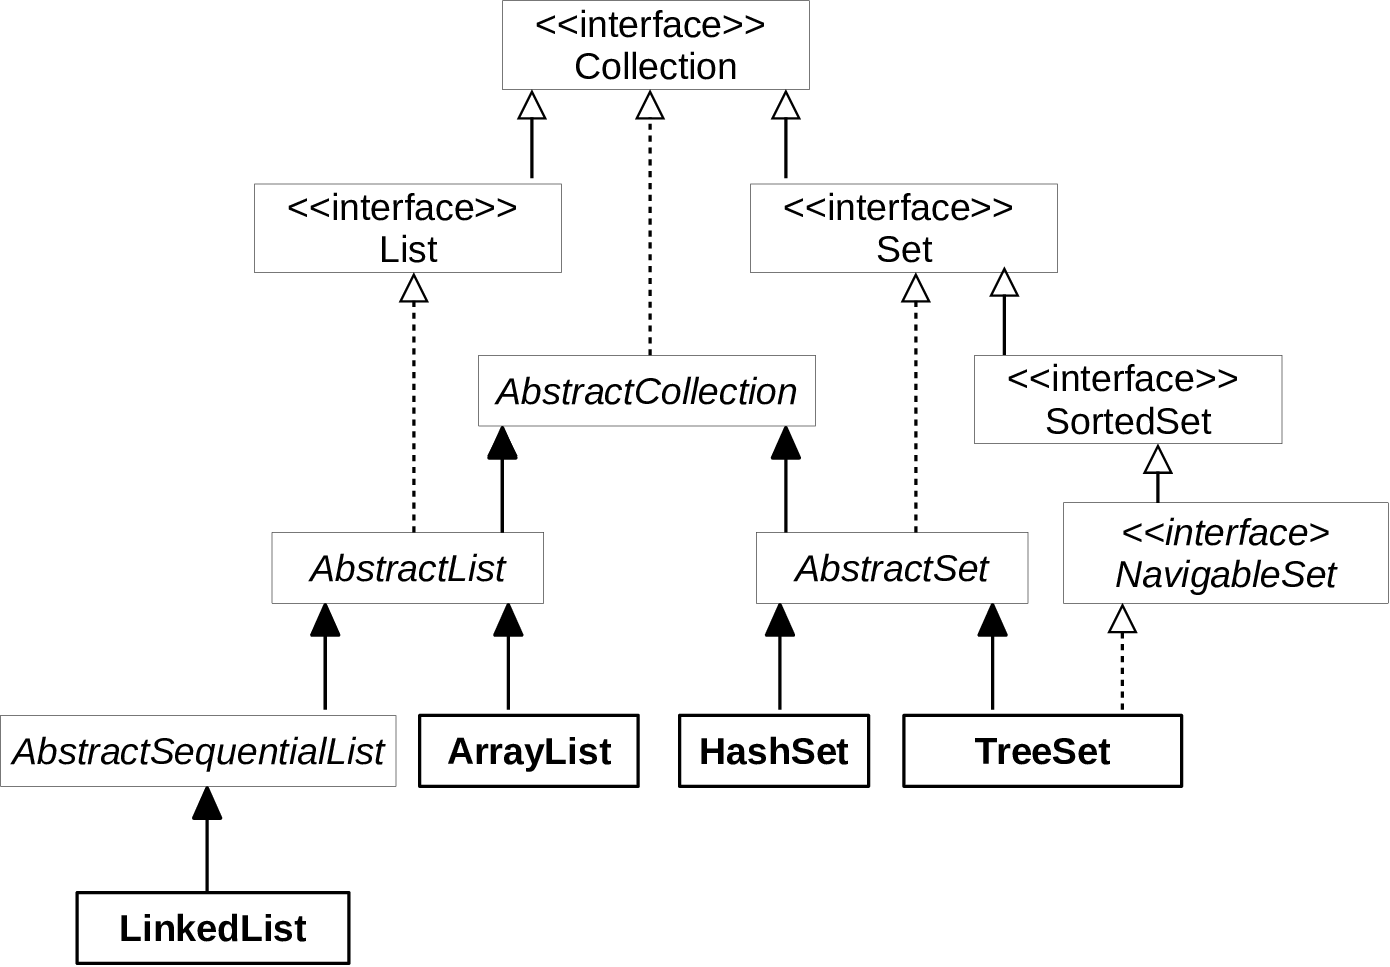 <<interface>>
Collection
<<interface>>
List
<<interface>>
Set
AbstractCollection
<<interface>>
SortedSet
AbstractList
AbstractSet
<<interface>
NavigableSet
AbstractSequentialList
ArrayList
HashSet
TreeSet
LinkedList